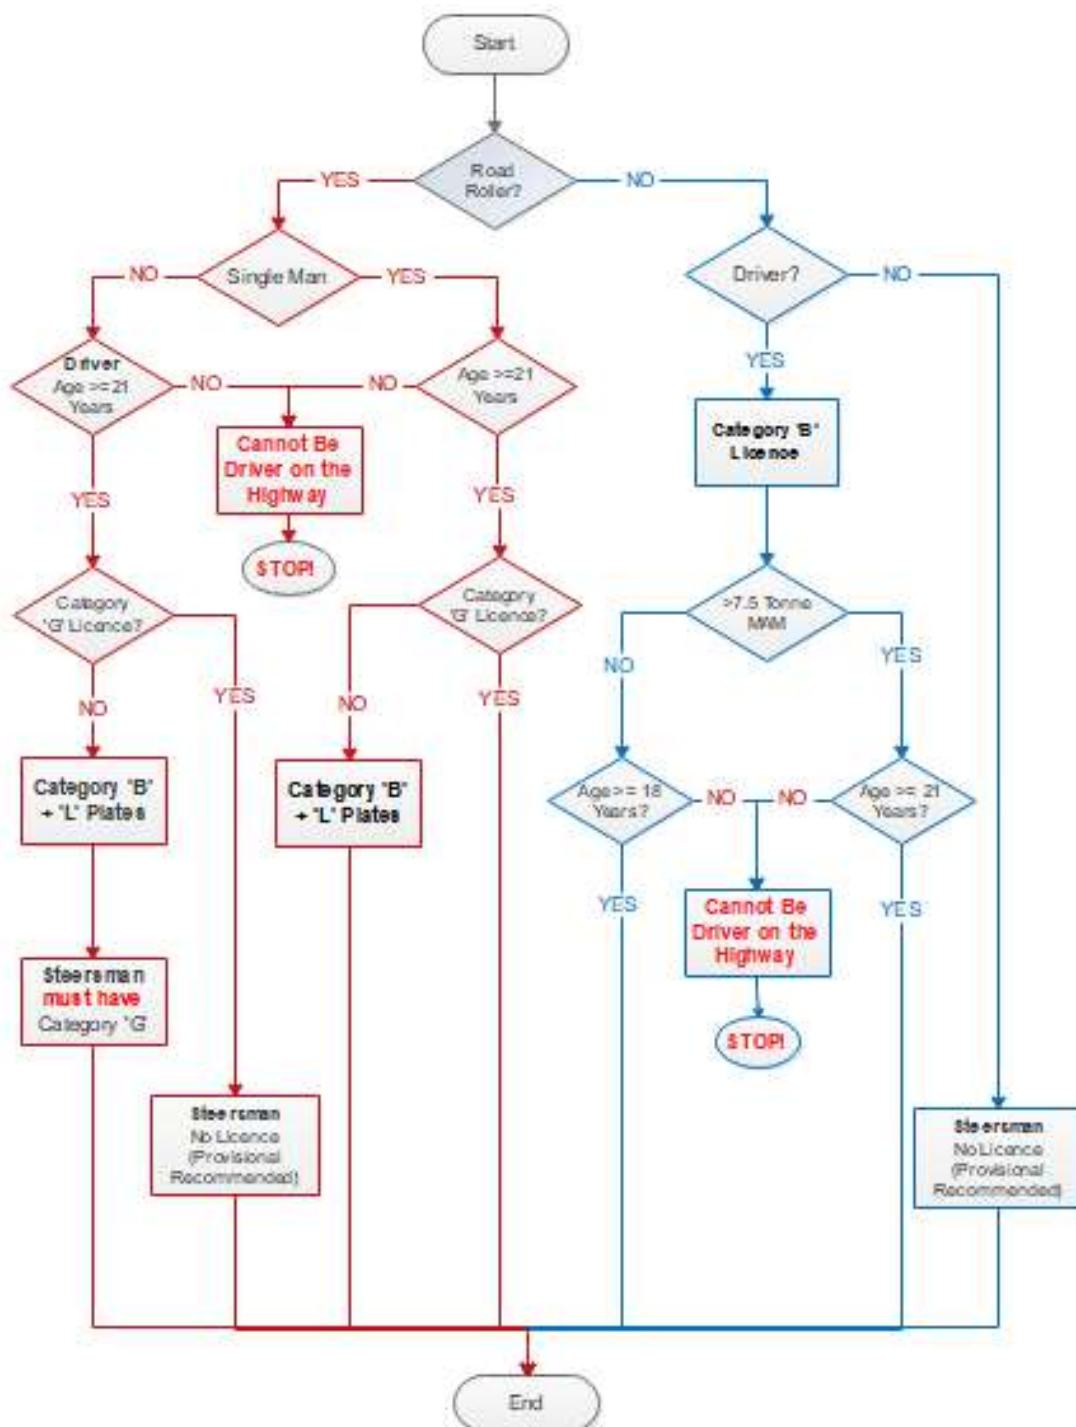 Start
Road
Roller?
YES
NO
Single Man
NO
YES
Driver?
NO
Driver
Age >=21
Years
NO
NO
Age >=21
Years
YES
Cannot Be
Driver on the
Highway
Category "B"
Licence
YES
YES
STOP!
Category
'G' Licence?
Category
'G' Licence?
>7.5 Tonne
MAM
NO
YES
NO
YES
NO
YES
Category "B"
+ "L" Plates
Category "B"
+ "L" Plates
Age>= 18
Years?
NO
NO
Age >= 21
Years?
YES
Cannot Be
Driver on the
Highway
YES
Steersman
must have
Category "G'
STOP!
Steersman
No Licence
(Provisional
Recommended)
Steersman
No Licence
(Provisional
Recommended)
End